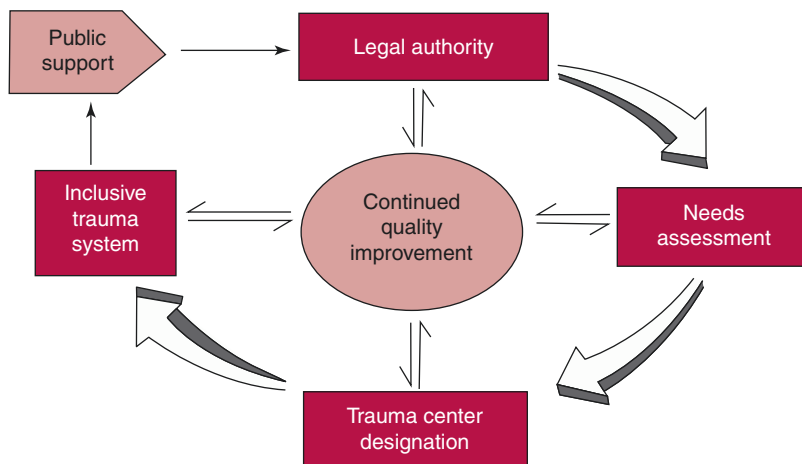 Public
support
Legal authority
Inclusive
trauma
system
Continued
quality
improvement
Needs
assessment
Trauma center
designation